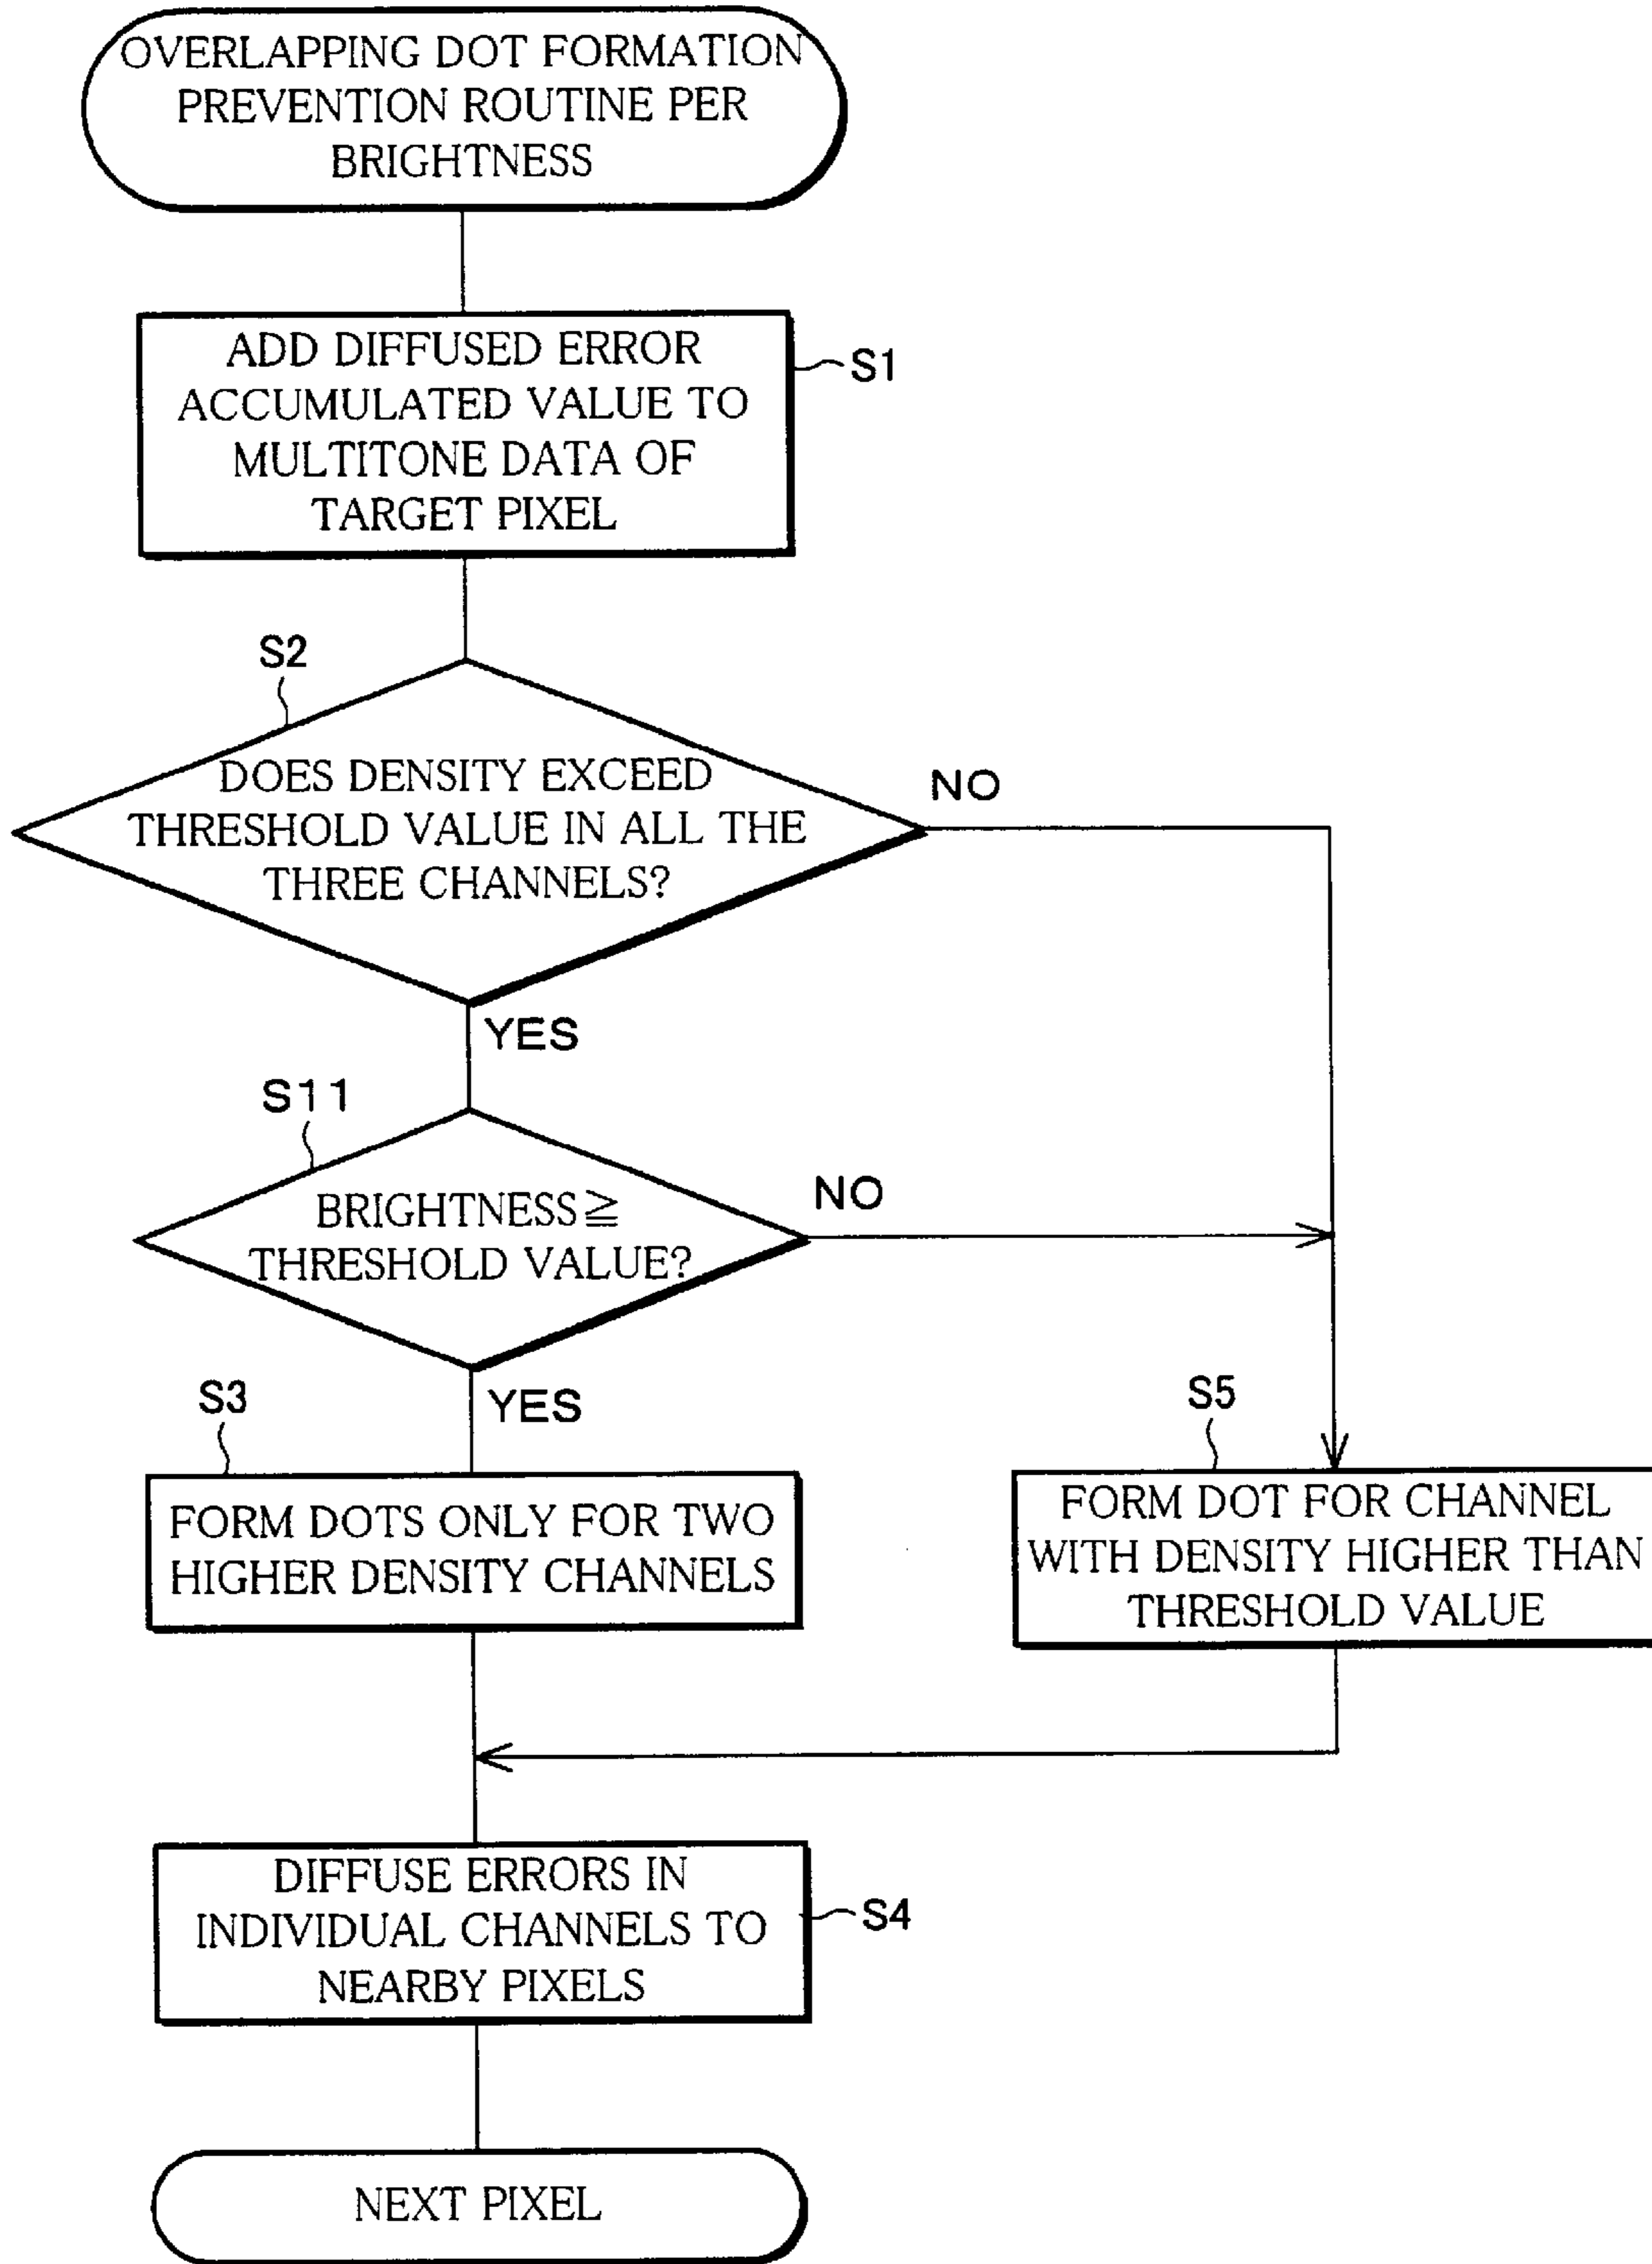 OVERLAPPING DOT FORMATION
PREVENTION ROUTINE PER
BRIGHTNESS
ADD DIFFUSED ERROR
ACCUMULATED VALUE TO
MULTITONE DATA OF
TARGET PIXEL
S1
S2
DOES DENSITY EXCEED
THRESHOLD VALUE IN ALL THE
THREE CHANNELS?
NO
YES
S11
BRIGHTNESS≧
THRESHOLD VALUE?
NO
YES
S3
FORM DOTS ONLY FOR TWO
HIGHER DENSITY CHANNELS
S5
FORM DOT FOR CHANNEL
WITH DENSITY HIGHER THAN
THRESHOLD VALUE
DIFFUSE ERRORS IN
INDIVIDUAL CHANNELS TO
NEARBY PIXELS
S4
NEXT PIXEL